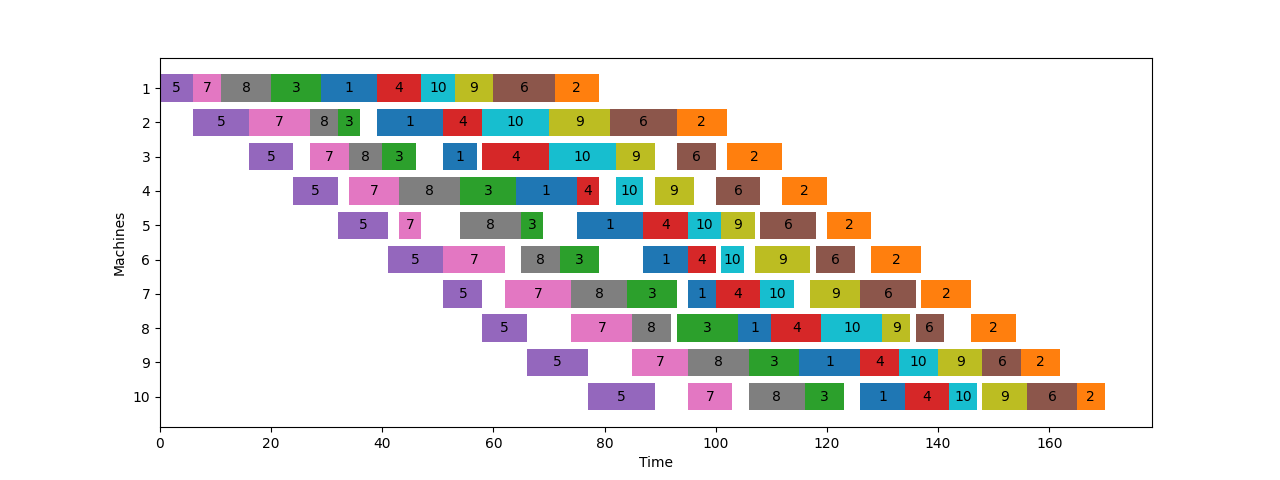 1 5 7 8 3 1 4 10 9 6 2
2 5 7 8 3 1 4 10 9 6 2
3 5 7 8 3 1 4 10 9 6 2
4 5 7 8 3 1 4 10 9 6 2
5 5 7 8 3 1 4 10 9 6 2
6 5 7 8 3 1 4 10 9 6 2
7 5 7 8 3 1 4 10 9 6 2
8 5 7 8 3 1 4 10 9 6 2
9 5 7 8 3 1 4 10 9 6 2
10 5 7 8 3 1 4 10 9 6 2
Machines
0 20 40 60 80 100 120 140 160
Time